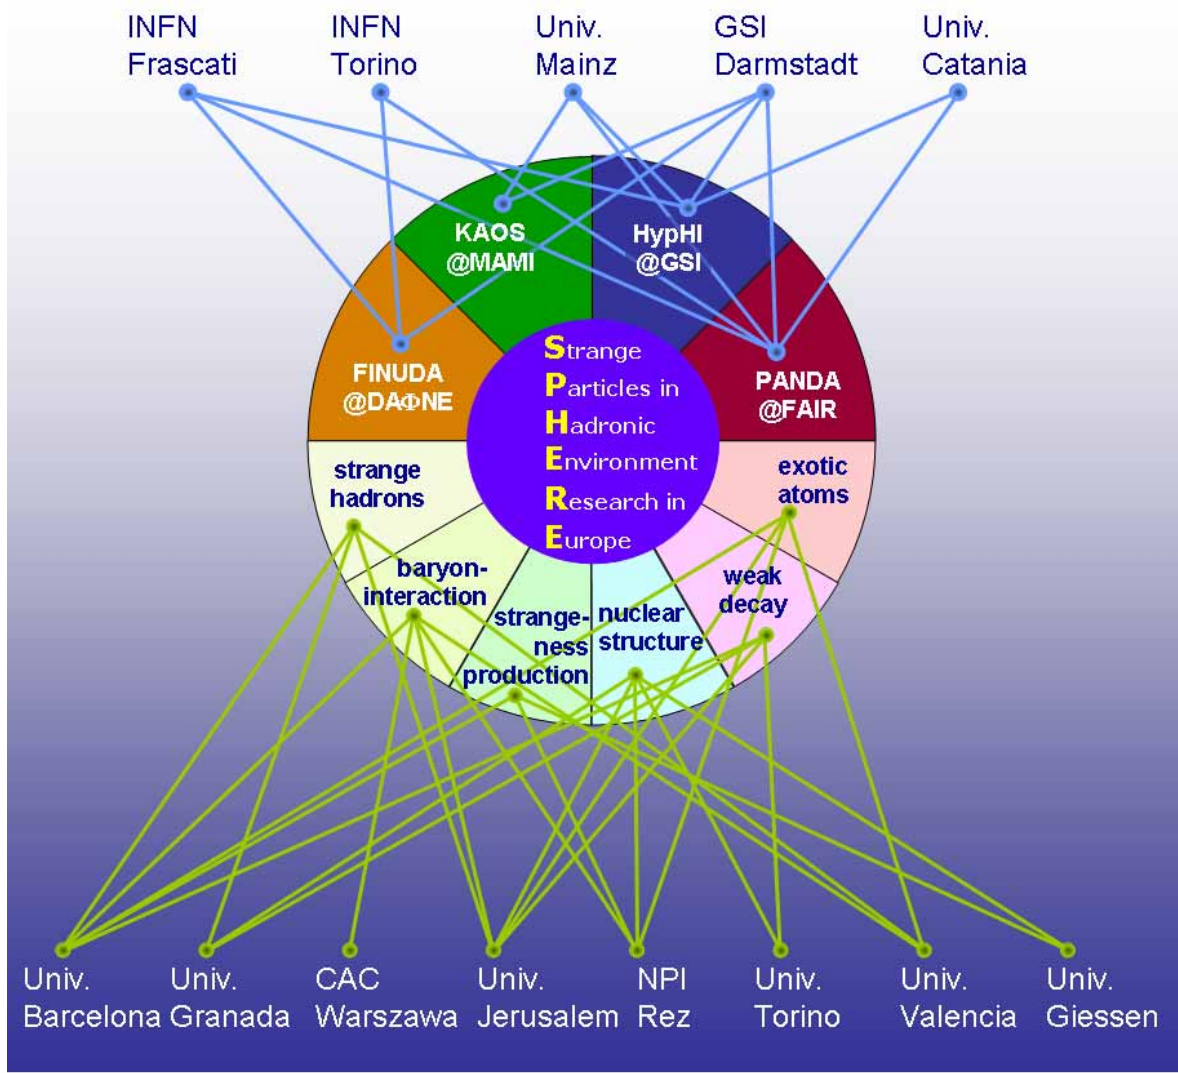 INFN
Frascati
INFN
Torino
Univ.
Mainz
GSI
Darmstadt
Univ.
Catania
KAOS
@MAMI
HypHI
@GSI
FINUDA
@DAΦNE
PANDA
@FAIR
Strange
Particles in
Hadronic
Environment
Research in
Europe
strange
hadrons
exotic
atoms
baryon-
interaction
weak
decay
strange-
ness
production
nuclear
structure
Univ.
Barcelona
Univ.
Granada
CAC
Warszawa
Univ.
Jerusalem
NPI
Rez
Univ.
Torino
Univ.
Valencia
Univ.
Giessen